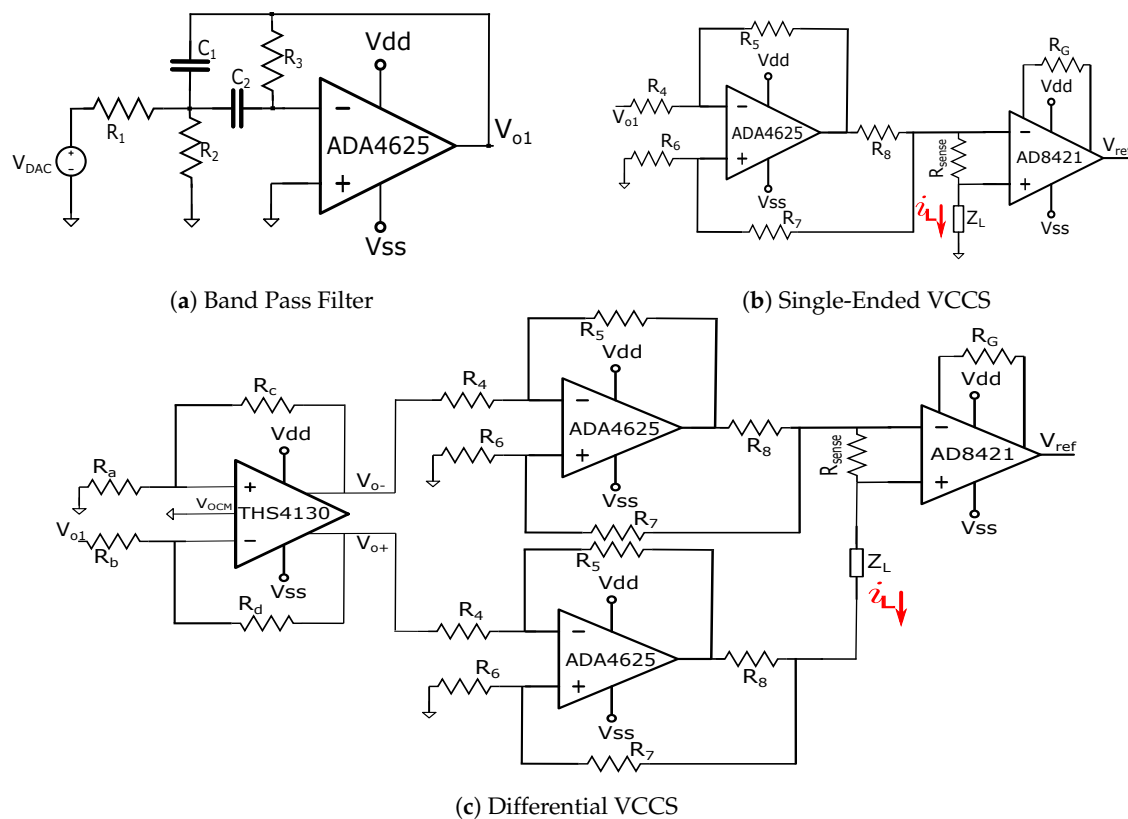 C1
R3
Vdd
C2
R1
R2
ADA4625
Vo1
VDAC
Vss
(a) Band Pass Filter
R5
RG
Vdd
Vdd
R4
Vo1
ADA4625
R6
R8
Rsense
AD8421
Vref
Vss
R7
iL
ZL
Vss
(b) Single-Ended VCCS
R5
RG
Vdd
Vdd
Rc
R4
ADA4625
R6
R8
Rsense
AD8421
Vref
Vdd
Ra
Vo-
VOCM
THS4130
Vss
Vss
Vo1
Rb
Vo+
R7
Vss
R5
ZL
Rd
Vdd
iL
R4
ADA4625
R6
R8
Vss
R7
(c) Differential VCCS